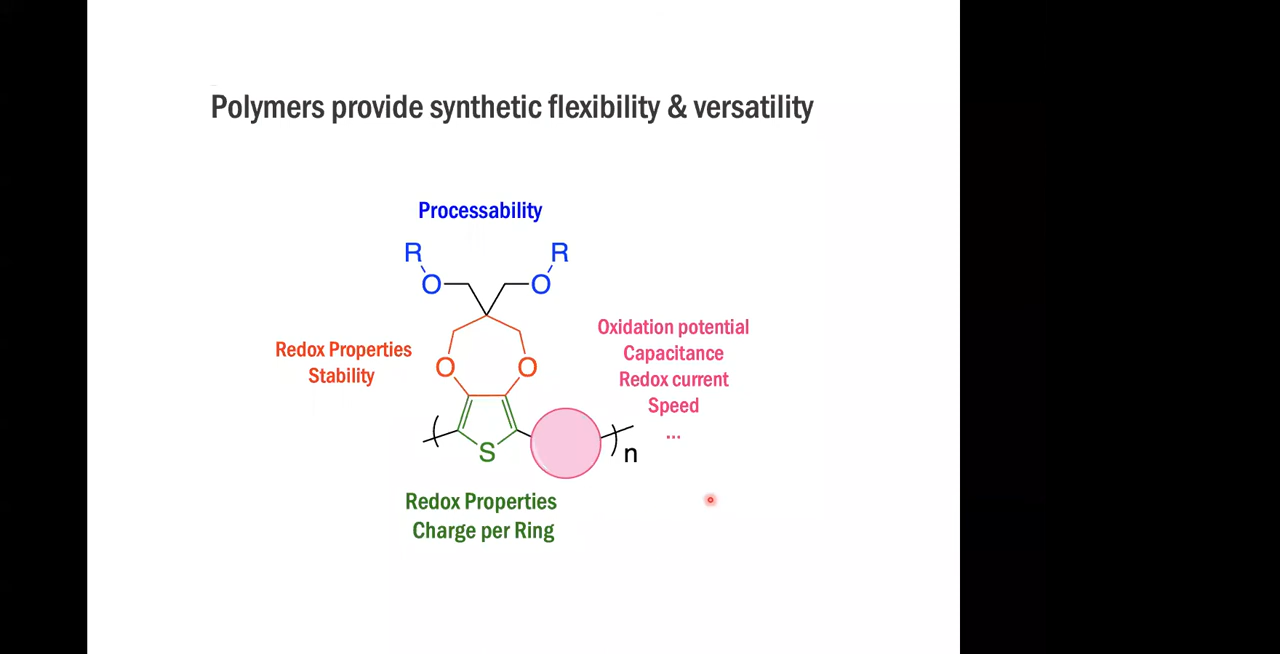 Polymers provide synthetic flexibility & versatility
Processability
R R
O O
Oxidation potential
Capacitance
Redox current
Speed
...
Redox Properties
Stability
O O
S
n
Redox Properties
Charge per Ring